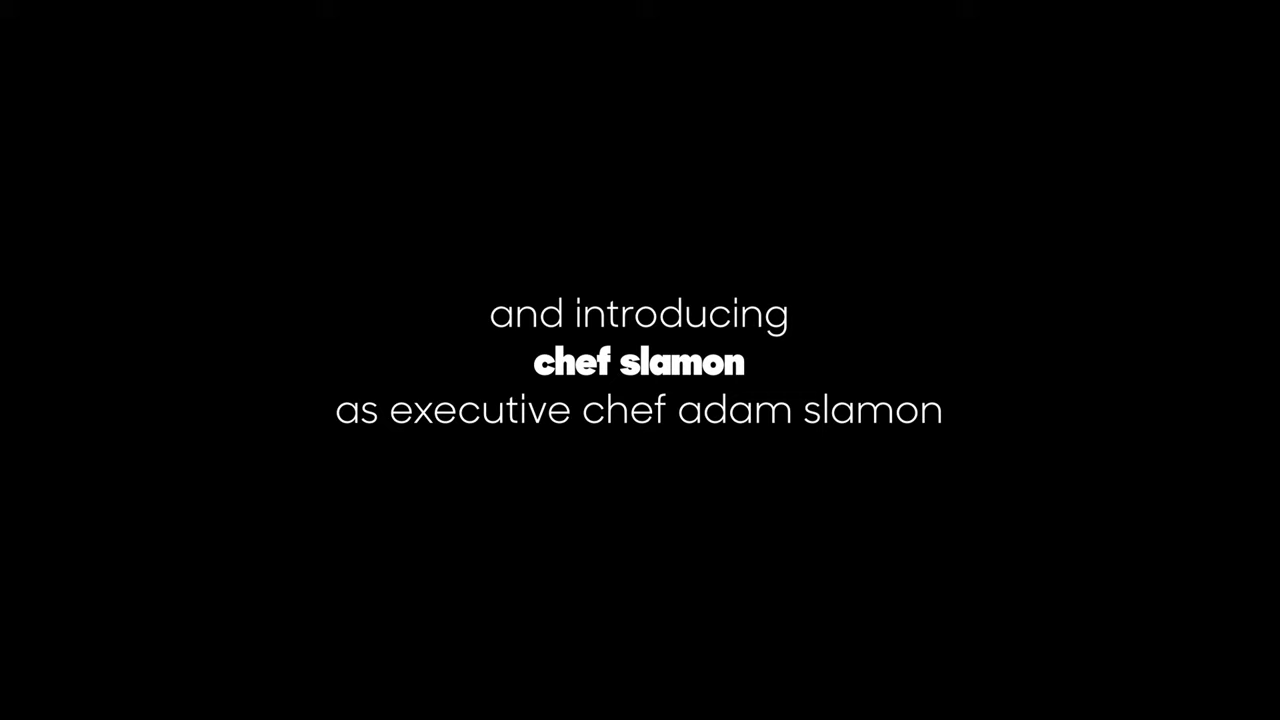 and introducing
chef slamon
as executive chef adam slamon